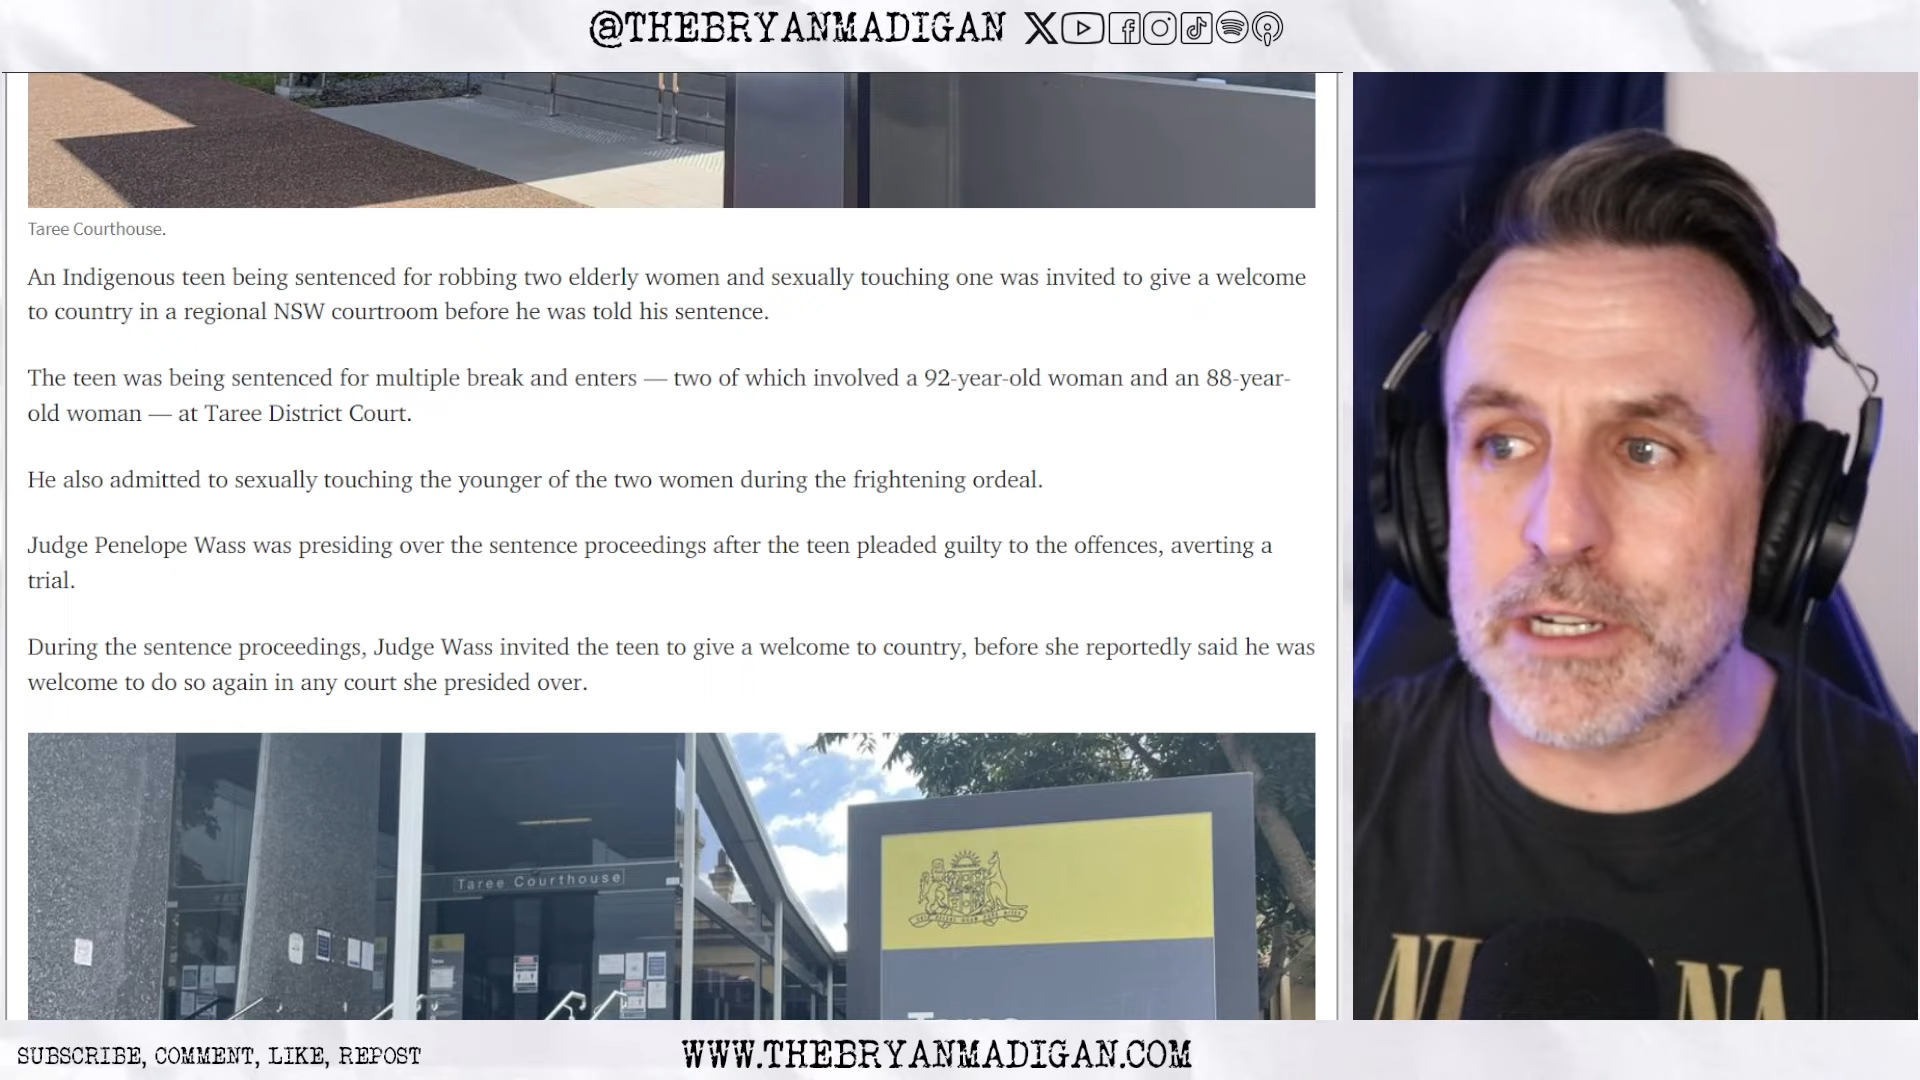 @THEBRYANMADIGAN
Taree Courthouse.
An Indigenous teen being sentenced for robbing two elderly women and sexually touching one was invited to give a welcome
to country in a regional NSW courtroom before he was told his sentence.
The teen was being sentenced for multiple break and enters — two of which involved a 92-year-old woman and an 88-year-
old woman — at Taree District Court.
He also admitted to sexually touching the younger of the two women during the frightening ordeal.
Judge Penelope Wass was presiding over the sentence proceedings after the teen pleaded guilty to the offences, averting a
trial.
During the sentence proceedings, Judge Wass invited the teen to give a welcome to country, before she reportedly said he was
welcome to do so again in any court she presided over.
Taree Courthouse
SUBSCRIBE, COMMENT, LIKE, REPOST
WWW.THEBRYANMADIGAN.COM